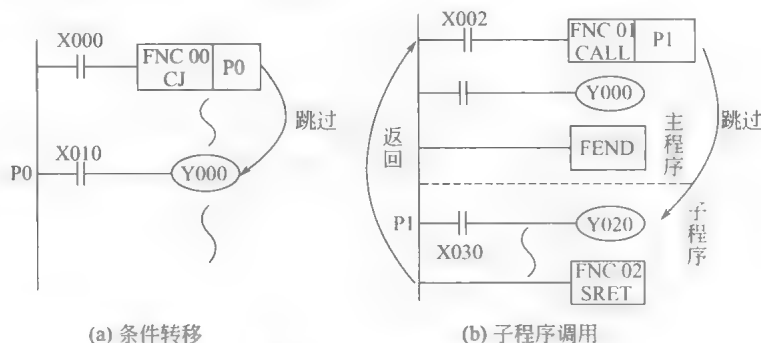 X000
FNC 00
CJ
P0
跳过
X010
P0
Y000
(a) 条件转移
X002
FNC 01
CALL
P1
Y000
返回
FEND
主程序
跳过
P1
X030
Y020
子程序
FNC 02
SRET
(b) 子程序调用